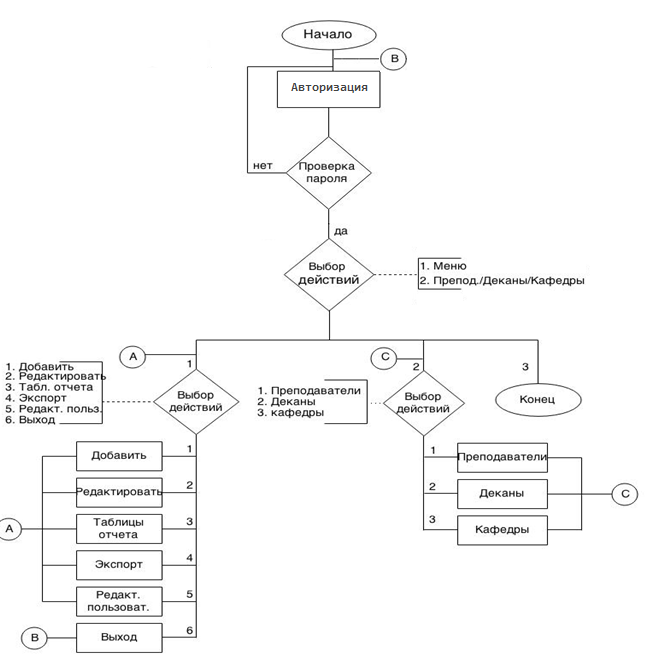 Начало
B
Авторизация
нет
Проверка
пароля
да
Выбор
действий
1. Меню
2. Препод./Деканы/Кафедры
A
1
C
2
3
1. Добавить
2. Редактировать
3. Табл. отчета
4. Экспорт
5. Редакт. польз.
6. Выход
Выбор
действий
1. Преподаватели
2. Деканы
3. кафедры
Выбор
действий
Конец
Добавить
1
Редактировать
2
A
Таблицы
отчета
3
Экспорт
4
Редакт.
пользоват.
5
B
Выход
6
1
Преподаватели
2
Деканы
C
3
Кафедры